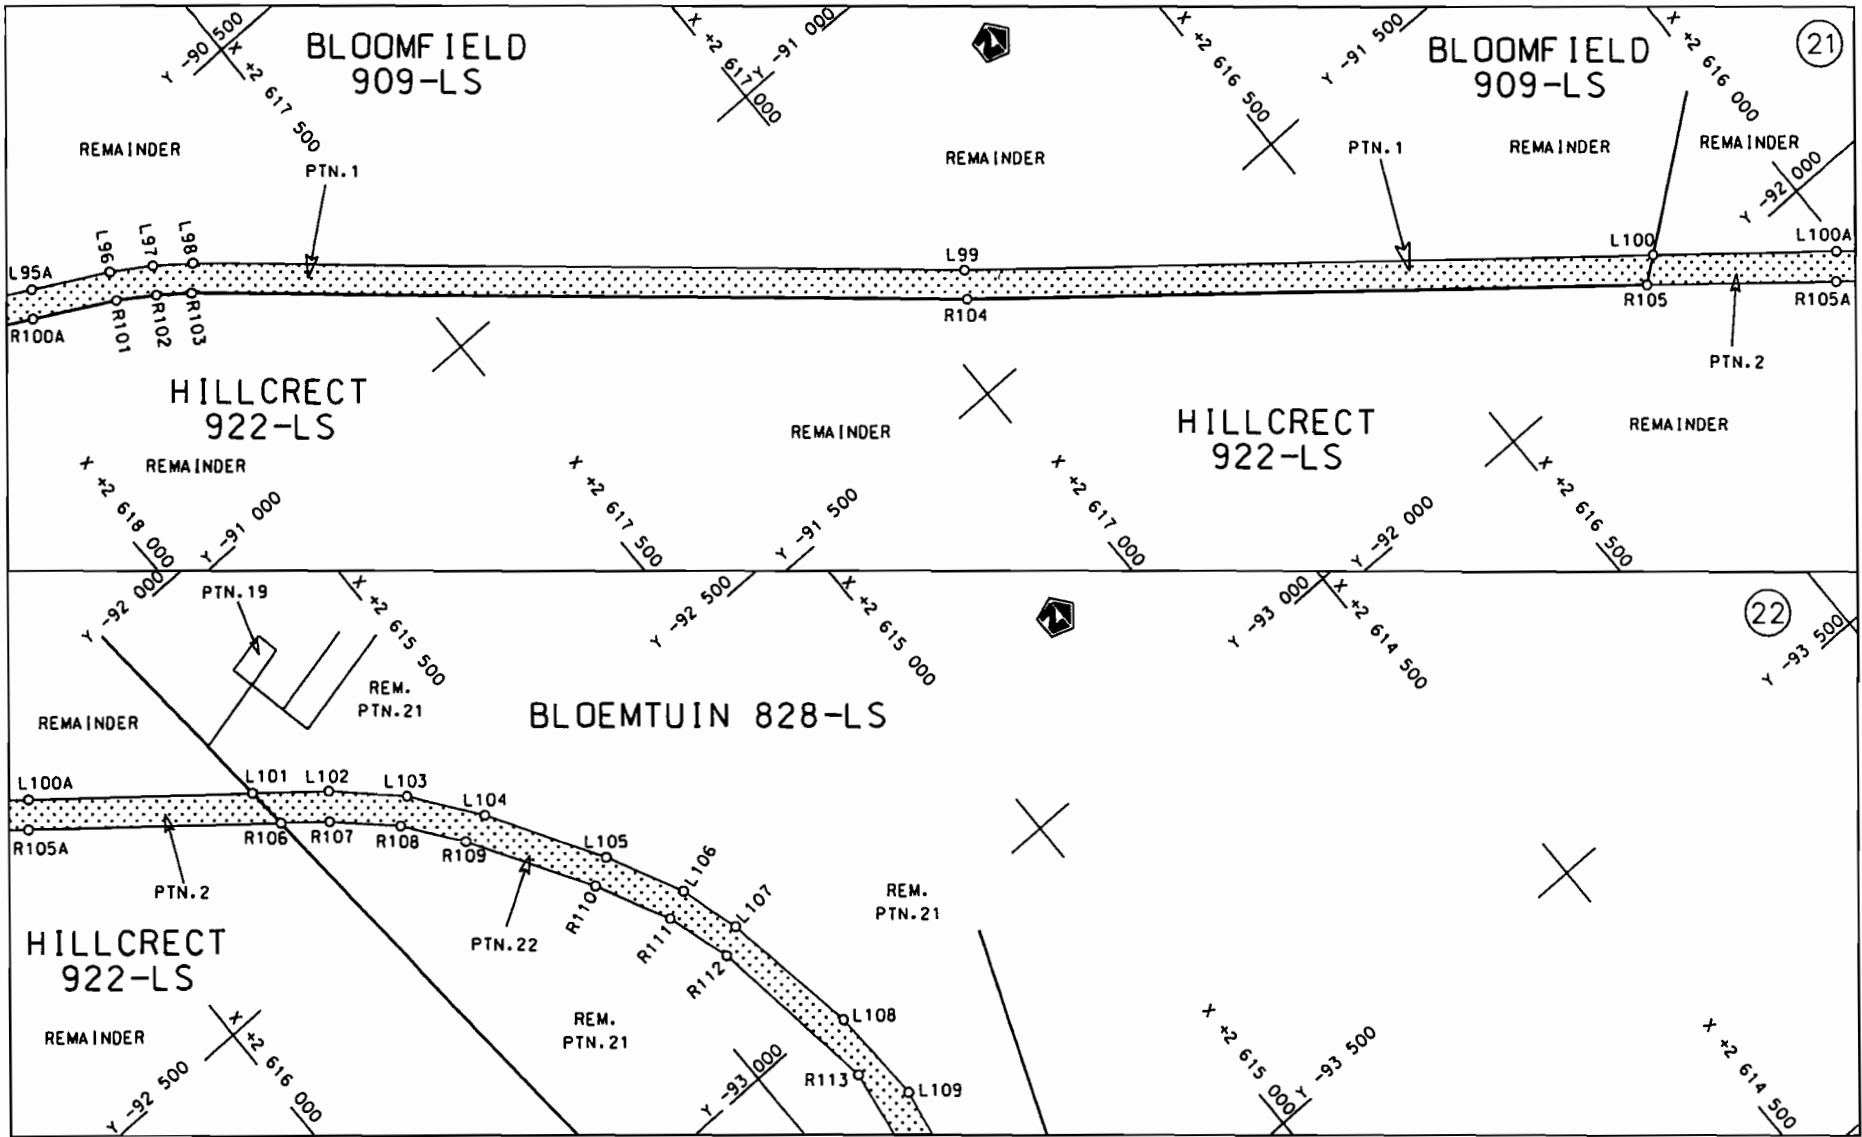 Y -90 500
X +2 617 500
BLOOMFIELD
909-LS
X +2 617 000
Y -91 000
X +2 616 500
Y -91 500
BLOOMFIELD
909-LS
X +2 616 000
21
REMAINDER
PTN.1
REMAINDER
PTN.1
REMAINDER
REMAINDER
Y -92 000
L95A
L96
L97
L98
L99
L100
L100A
R100A
R101
R102
R103
R104
R105
R105A
PTN.2
HILLCRECT
922-LS
REMAINDER
REMAINDER
HILLCRECT
922-LS
REMAINDER
X +2 618 000
Y -91 000
X +2 617 500
Y -91 500
X +2 617 000
Y -92 000
X +2 616 500
Y -92 000
PTN.19
X +2 615 500
Y -92 500
X +2 615 000
Y -93 000
X +2 614 500
22
Y -93 500
REMAINDER
REM.
PTN.21
BLOEMTUIN 828-LS
L100A
L101
L102
L103
L104
L105
L106
L107
R105A
R106
R107
R108
R109
R110
R111
R112
PTN.2
PTN.22
REM.
PTN.21
HILLCRECT
922-LS
REMAINDER
REM.
PTN.21
L108
R113
L109
Y -92 500
X +2 616 000
Y -93 000
X +2 615 000
Y -93 500
X +2 614 500